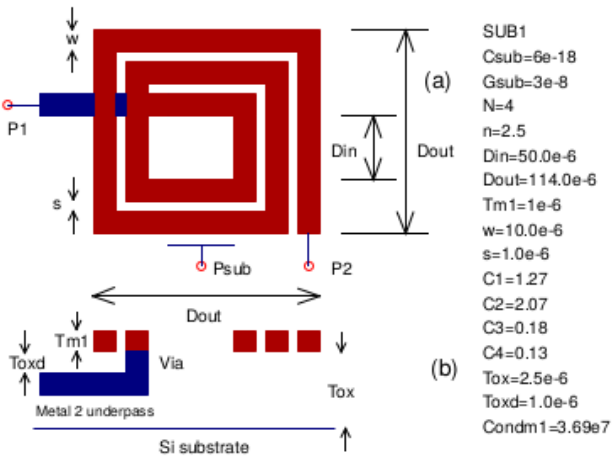 w
P1
(a)
Din
Dout
s
Psub
P2
Dout
Tm1
Toxd
Via
(b)
Tox
Metal 2 underpass
Si substrate
SUB1
Csub=6e-18
Gsub=3e-8
N=4
n=2.5
Din=50.0e-6
Dout=114.0e-6
Tm1=1e-6
w=10.0e-6
s=1.0e-6
C1=1.27
C2=2.07
C3=0.18
C4=0.13
Tox=2.5e-6
Toxd=1.0e-6
Condm1=3.69e7